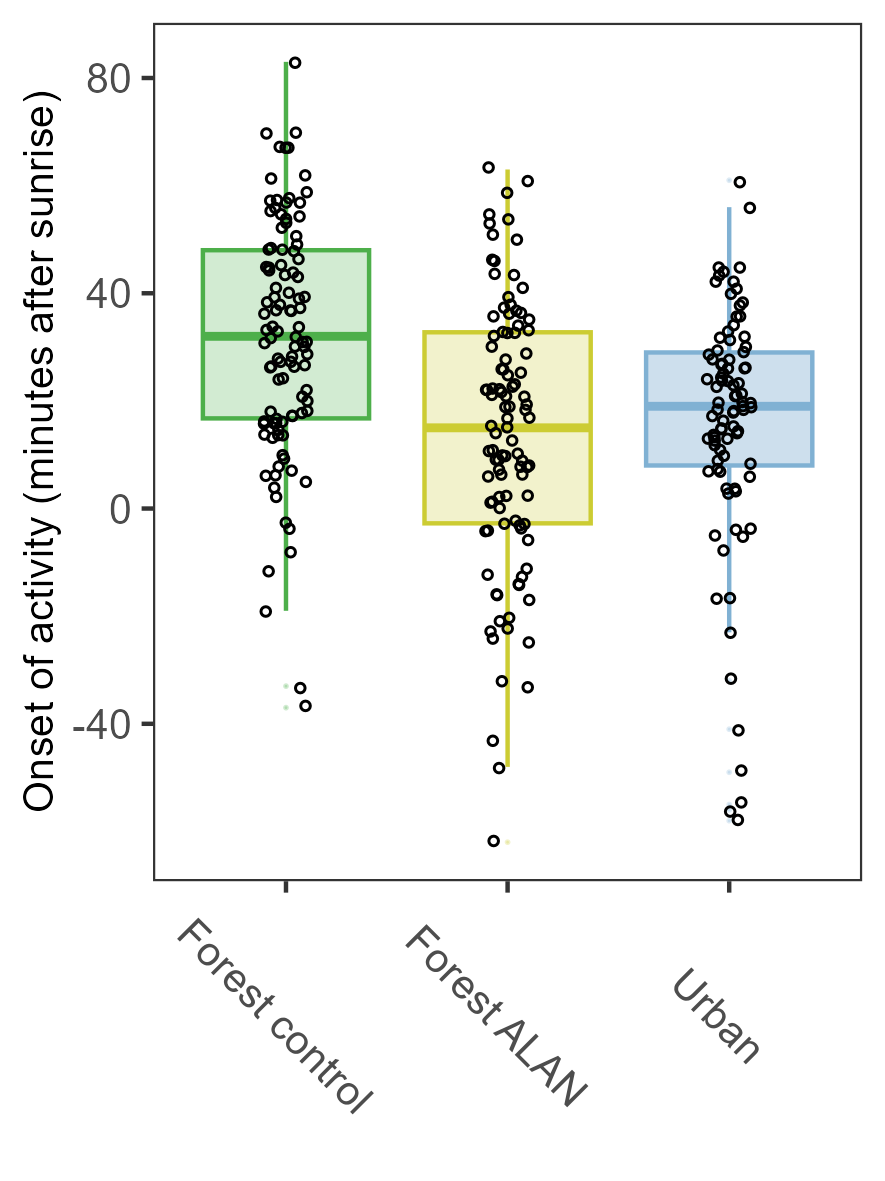 Onset of activity (minutes after sunrise)
80
40
0
-40
Forest control
Forest ALAN
Urban